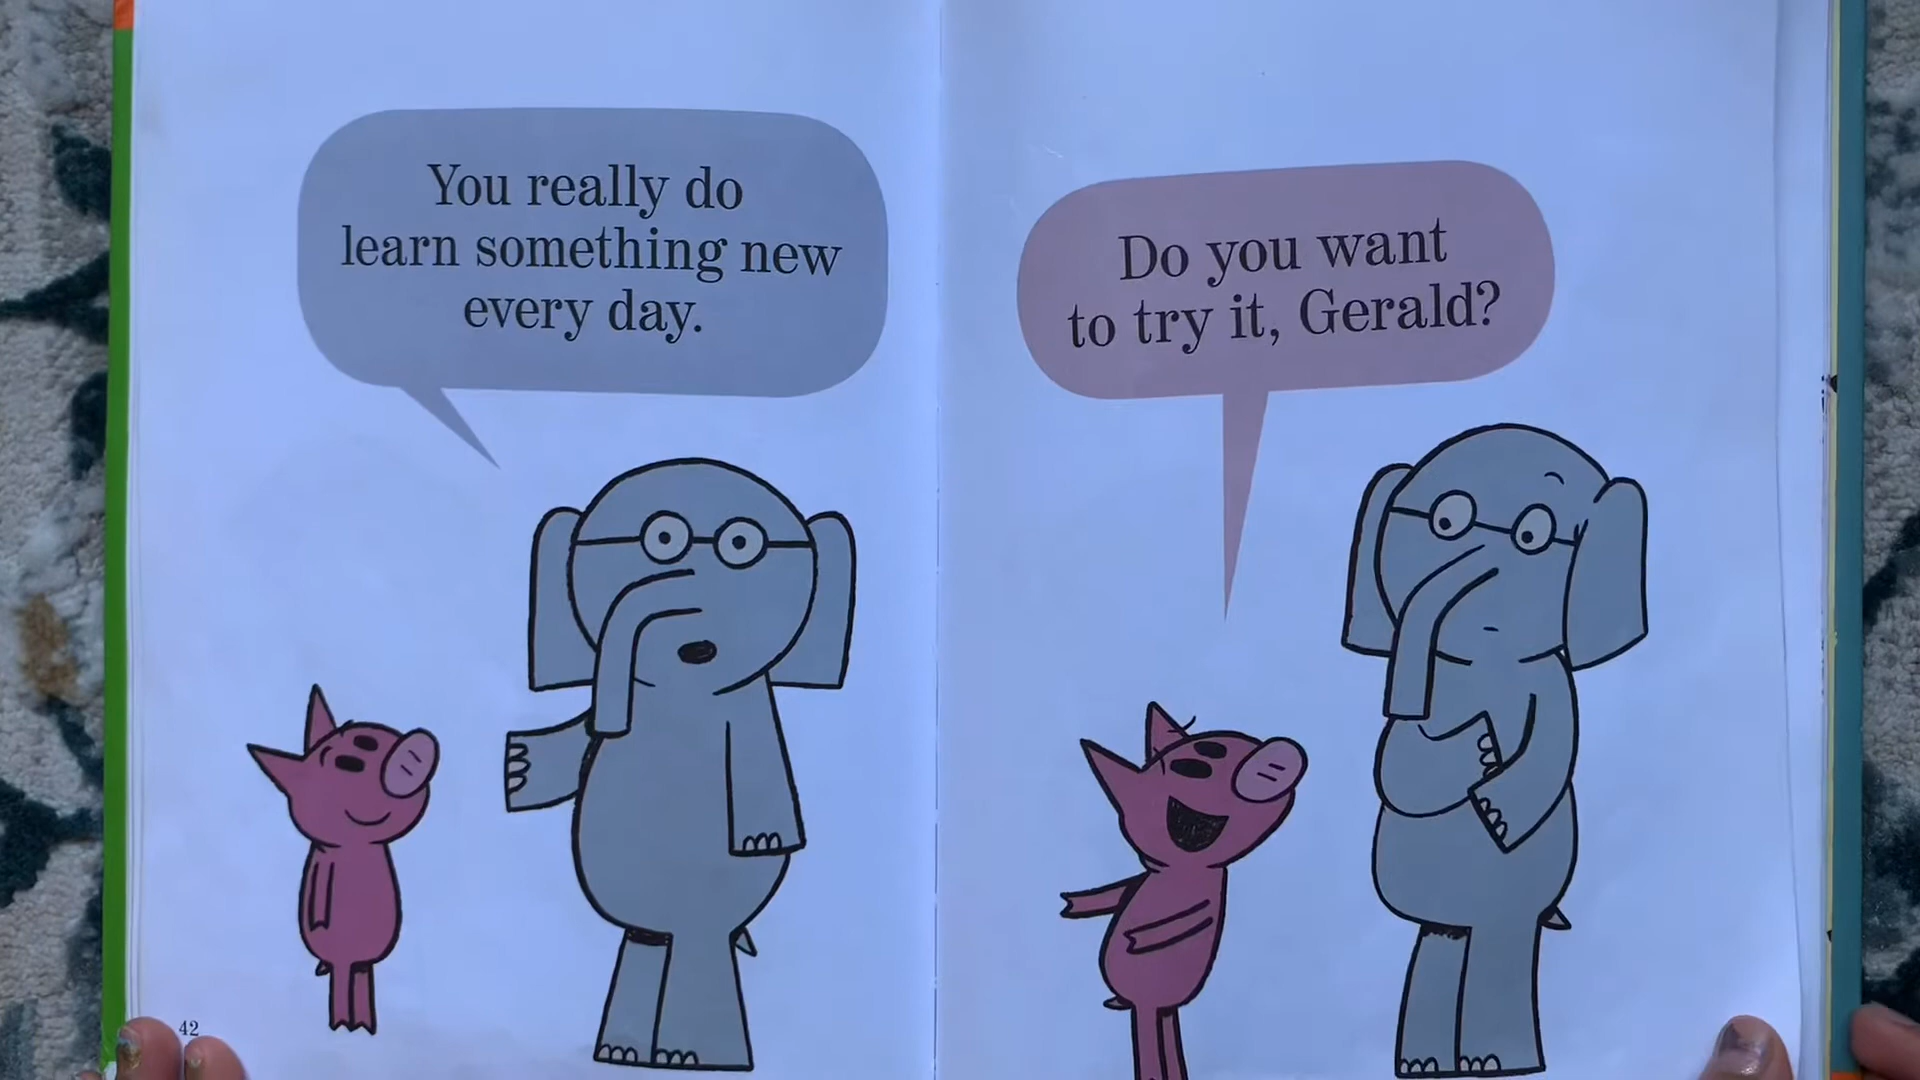 You really do
learn something new
every day.
42
Do you want
to try it, Gerald?